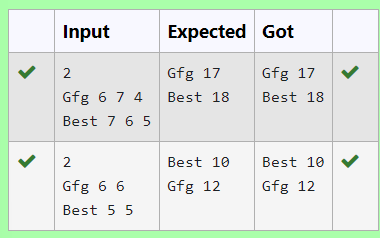 Input Expected Got
2
Gfg 6 7 4
Best 7 6 5
Gfg 17
Best 18
Gfg 17
Best 18
2
Gfg 6 6
Best 5 5
Best 10
Gfg 12
Best 10
Gfg 12